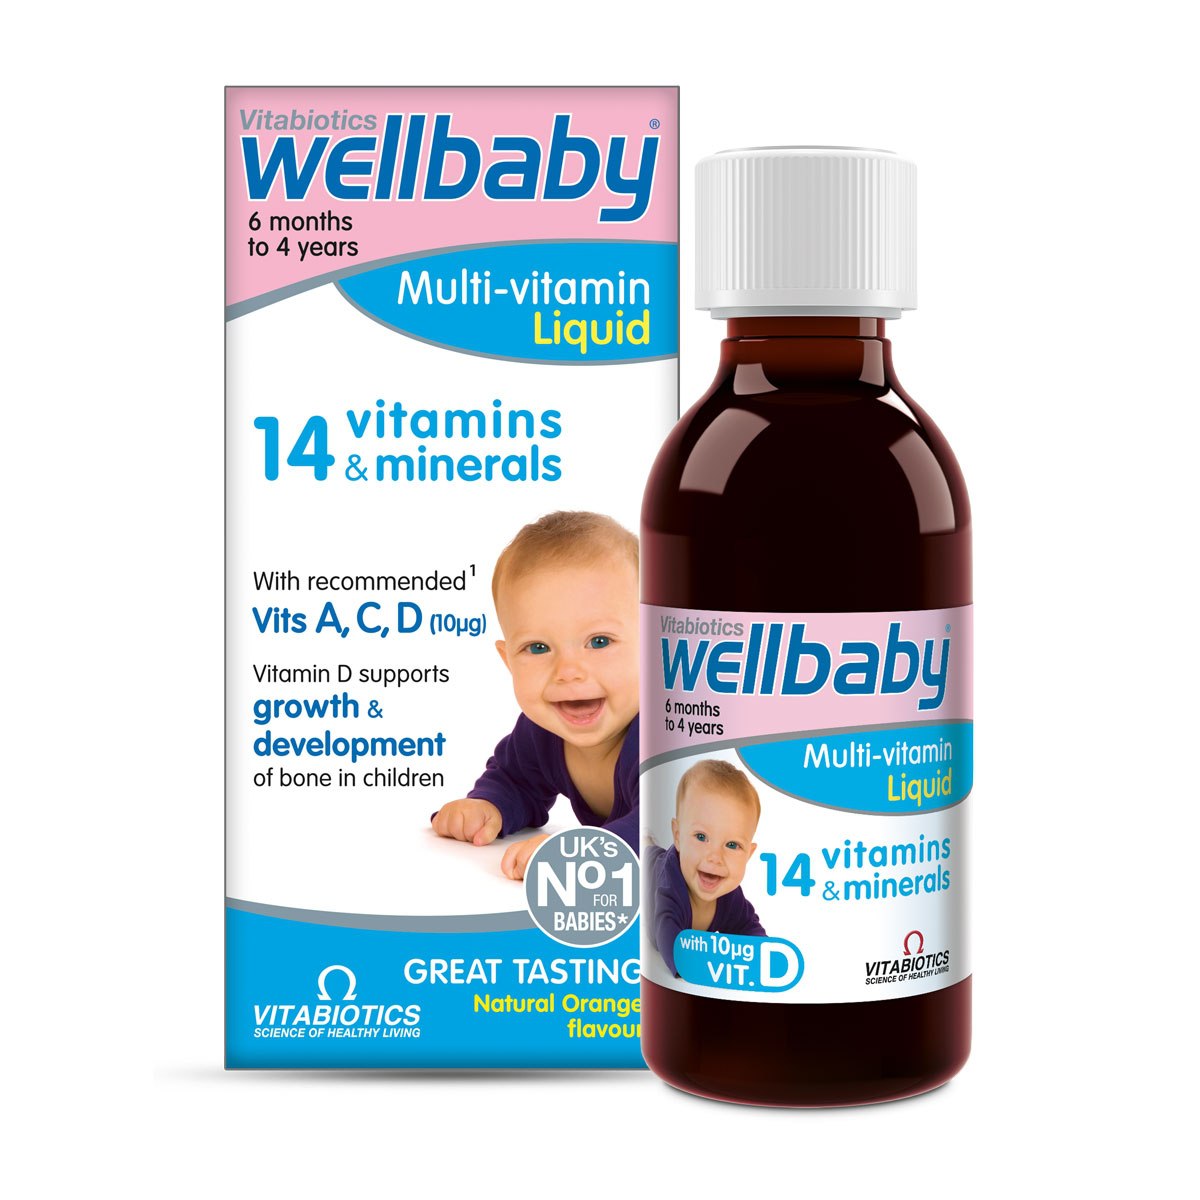 Vitabiotics
wellbaby®
6 months
to 4 years
Multi-vitamin
Liquid
14 vitamins
& minerals
With recommended¹
Vits A, C, D (10µg)
Vitamin D supports
growth &
development
of bone in children
UK's
No1
FOR
BABIES*
GREAT TASTING
Natural Orange
flavour
VITABIOTICS
SCIENCE OF HEALTHY LIVING
Vitabiotics
wellbaby®
6 months
to 4 years
Multi-vitamin
Liquid
14 vitamins
& minerals
with 10µg
VIT. D
VITABIOTICS
SCIENCE OF HEALTHY LIVING